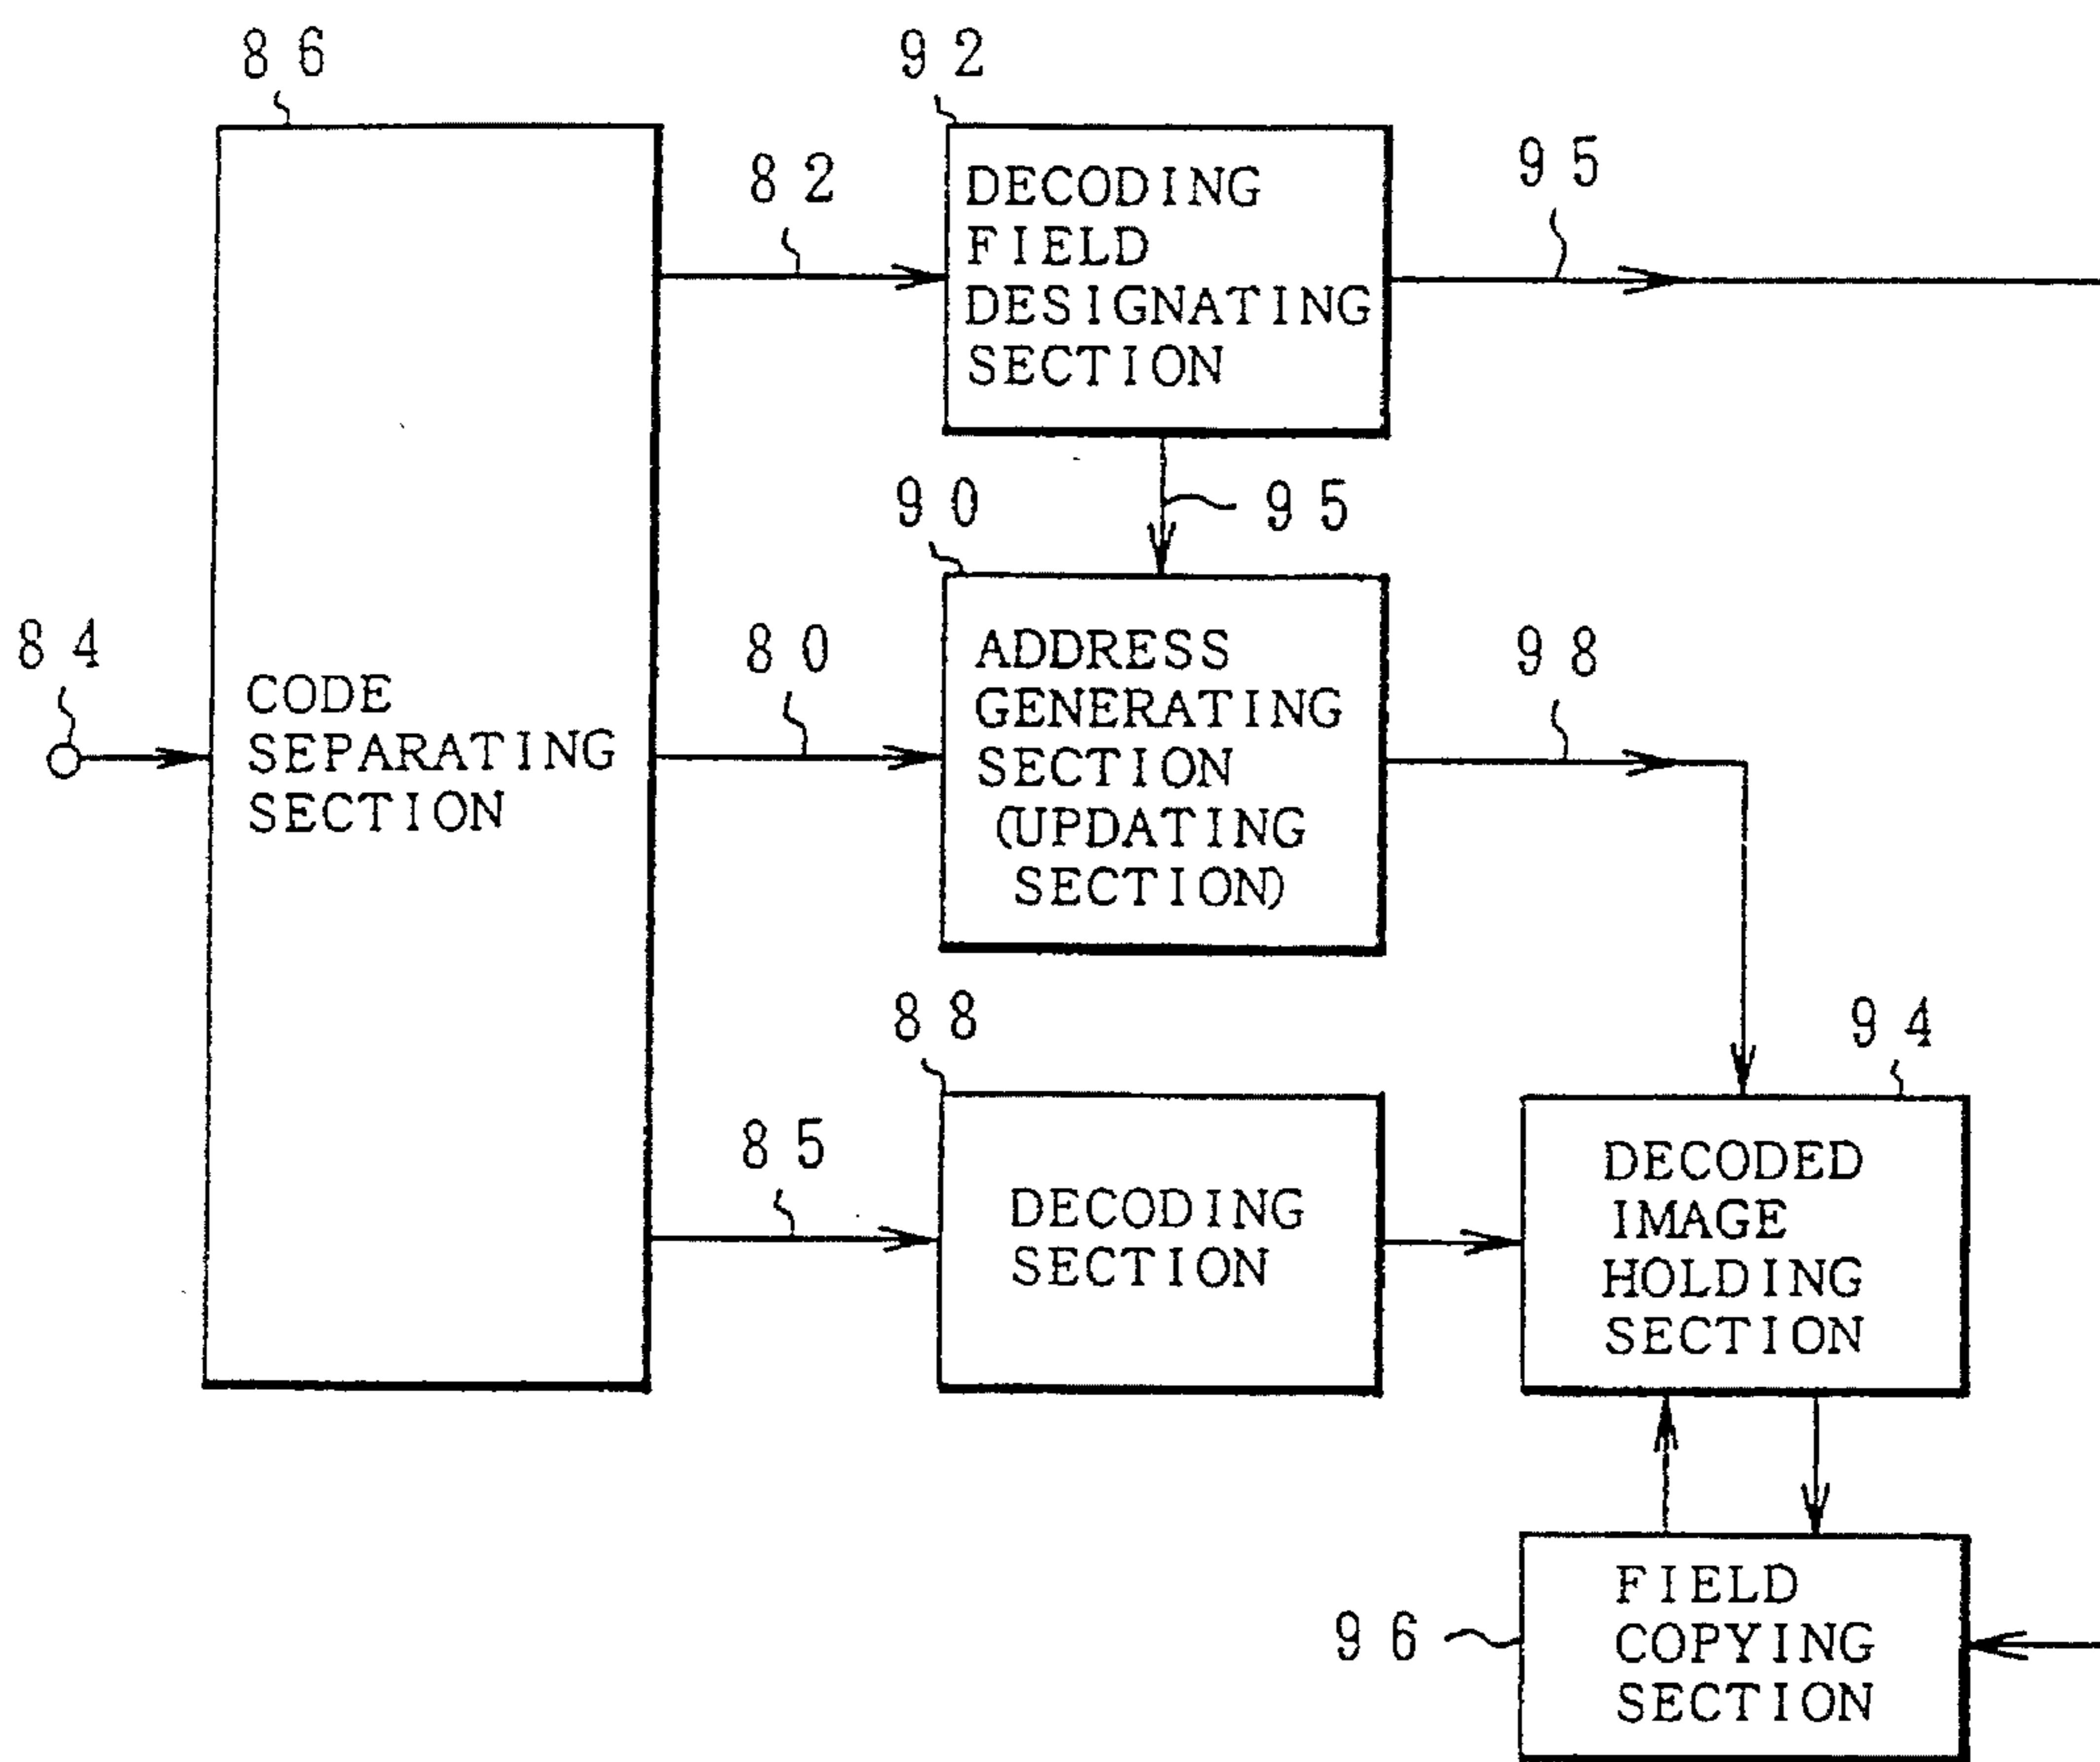 86
92
82
95
DECODING
FIELD
DESIGNATING
SECTION
90
95
84
80
98
CODE
SEPARATING
SECTION
ADDRESS
GENERATING
SECTION
(UPDATING
SECTION)
88
94
85
DECODING
SECTION
DECODED
IMAGE
HOLDING
SECTION
96
FIELD
COPYING
SECTION